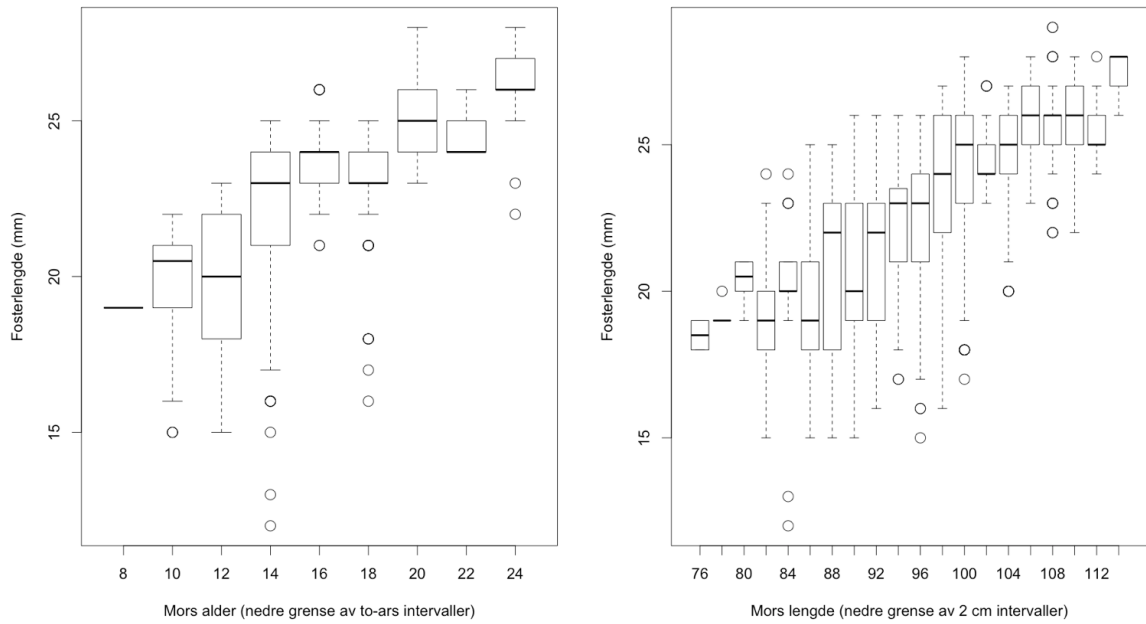 Fosterlengde (mm)
25
20
15
8 10 12 14 16 18 20 22 24
Mors alder (nedre grense av to-ars intervaller)
Fosterlengde (mm)
25
20
15
76 80 84 88 92 96 100 104 108 112
Mors lengde (nedre grense av 2 cm intervaller)